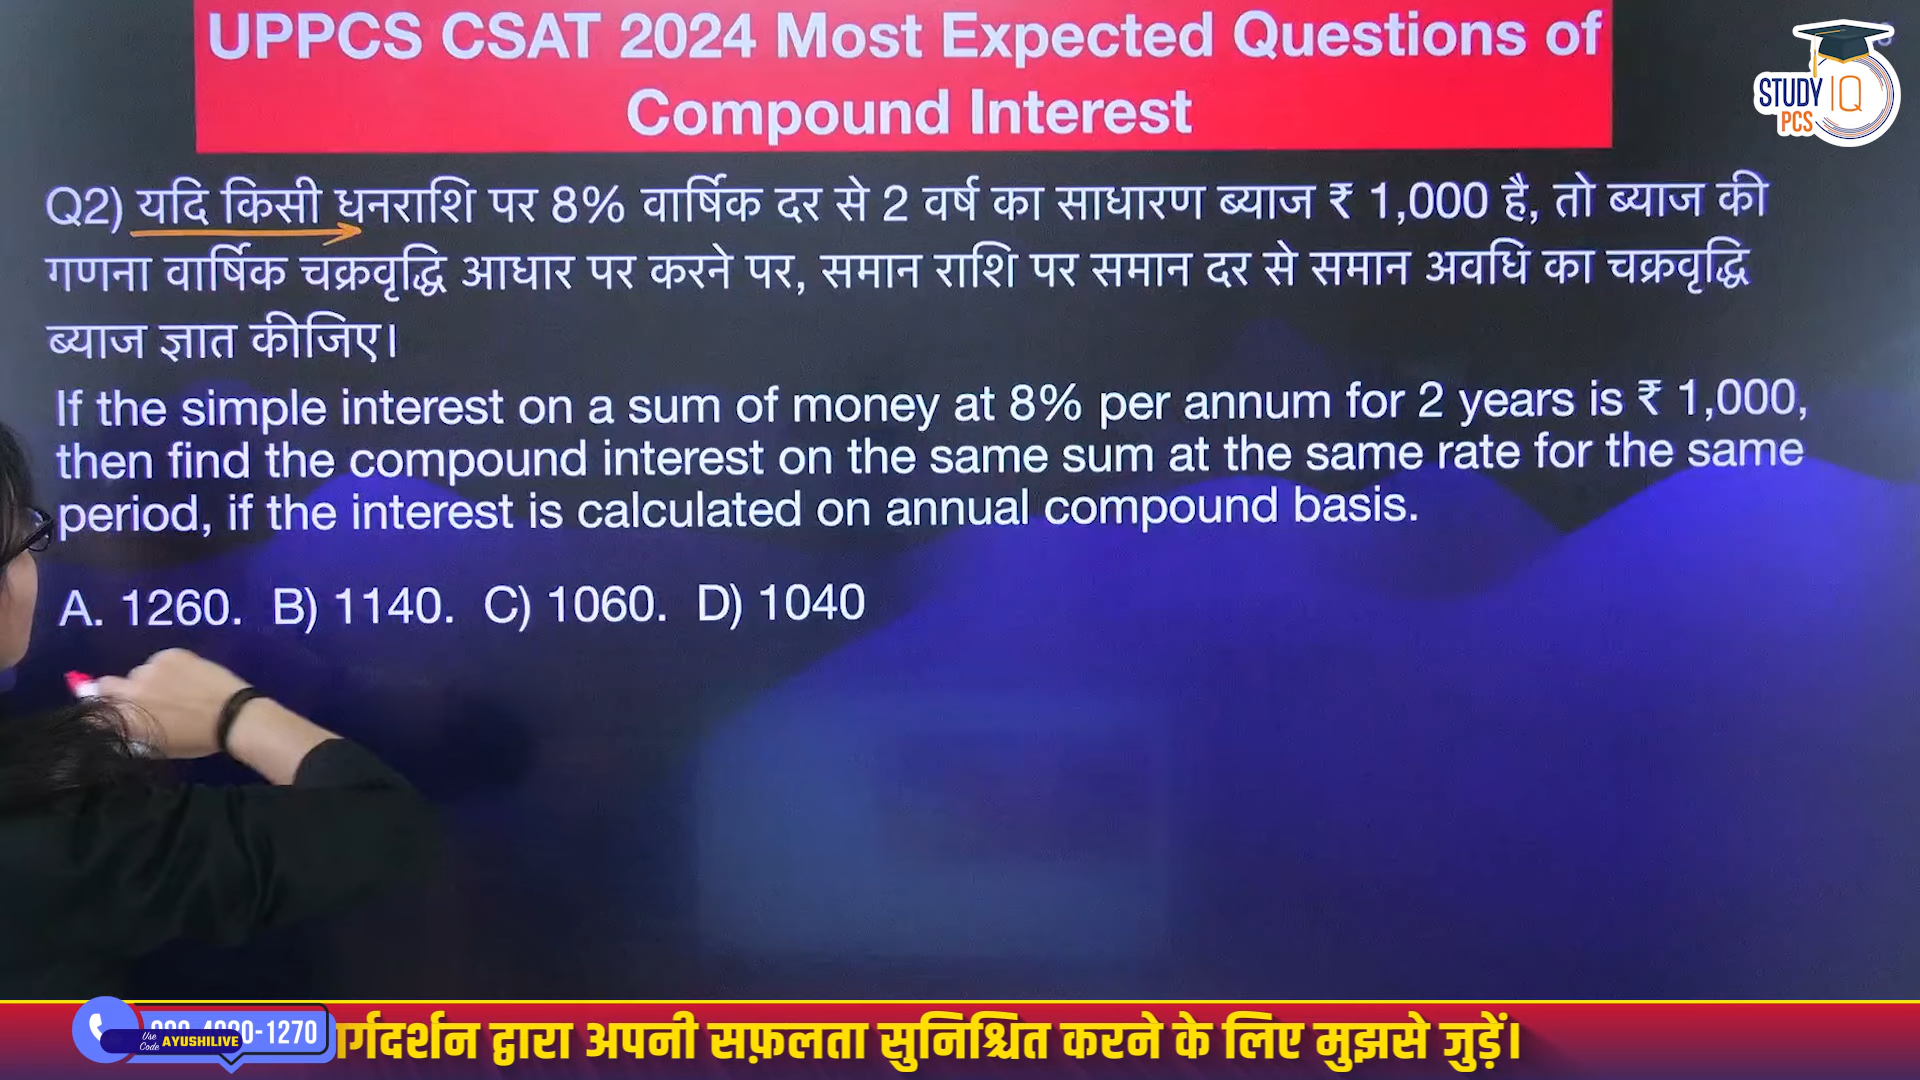 UPPCS CSAT 2024 Most Expected Questions of
Compound Interest
STUDY IQ
PCS
Q2) यदि किसी धनराशि पर 8% वार्षिक दर से 2 वर्ष का साधारण ब्याज ₹ 1,000 है, तो ब्याज की
गणना वार्षिक चक्रवृद्धि आधार पर करने पर, समान राशि पर समान दर से समान अवधि का चक्रवृद्धि
ब्याज ज्ञात कीजिए।
If the simple interest on a sum of money at 8% per annum for 2 years is ₹ 1,000,
then find the compound interest on the same sum at the same rate for the same
period, if the interest is calculated on annual compound basis.
A. 1260. B) 1140. C) 1060. D) 1040
Use Code AYUSHILIVE
0-1270
द्वारा अपनी सफ़लता सुनिश्चित करने के लिए मुझसे जुड़ें।